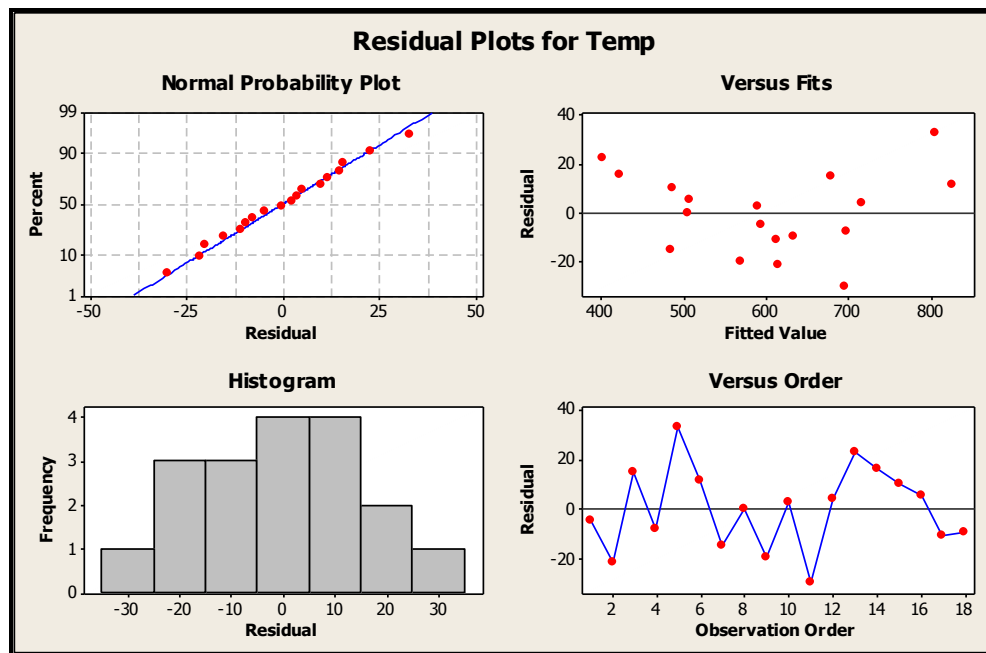 Residual Plots for Temp
Normal Probability Plot
Percent
99
90
50
10
1
-50 -25 0 25 50
Residual
Versus Fits
Residual
40
20
0
-20
400 500 600 700 800
Fitted Value
Histogram
Frequency
4
3
2
1
0
-30 -20 -10 0 10 20 30
Residual
Versus Order
Residual
40
20
0
-20
2 4 6 8 10 12 14 16 18
Observation Order